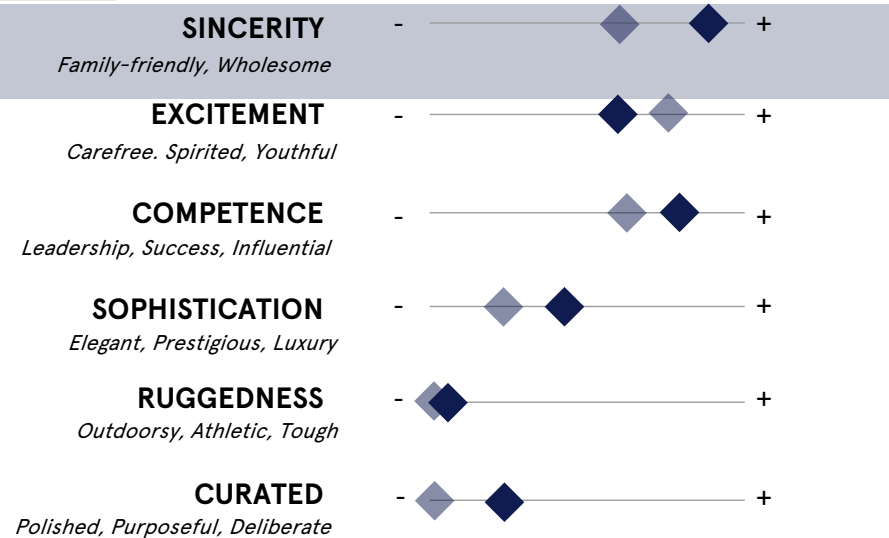 SINCERITY - +
Family-friendly, Wholesome
EXCITEMENT - +
Carefree. Spirited, Youthful
COMPETENCE - +
Leadership, Success, Influential
SOPHISTICATION - +
Elegant, Prestigious, Luxury
RUGGEDNESS - +
Outdoorsy, Athletic, Tough
CURATED - +
Polished, Purposeful, Deliberate